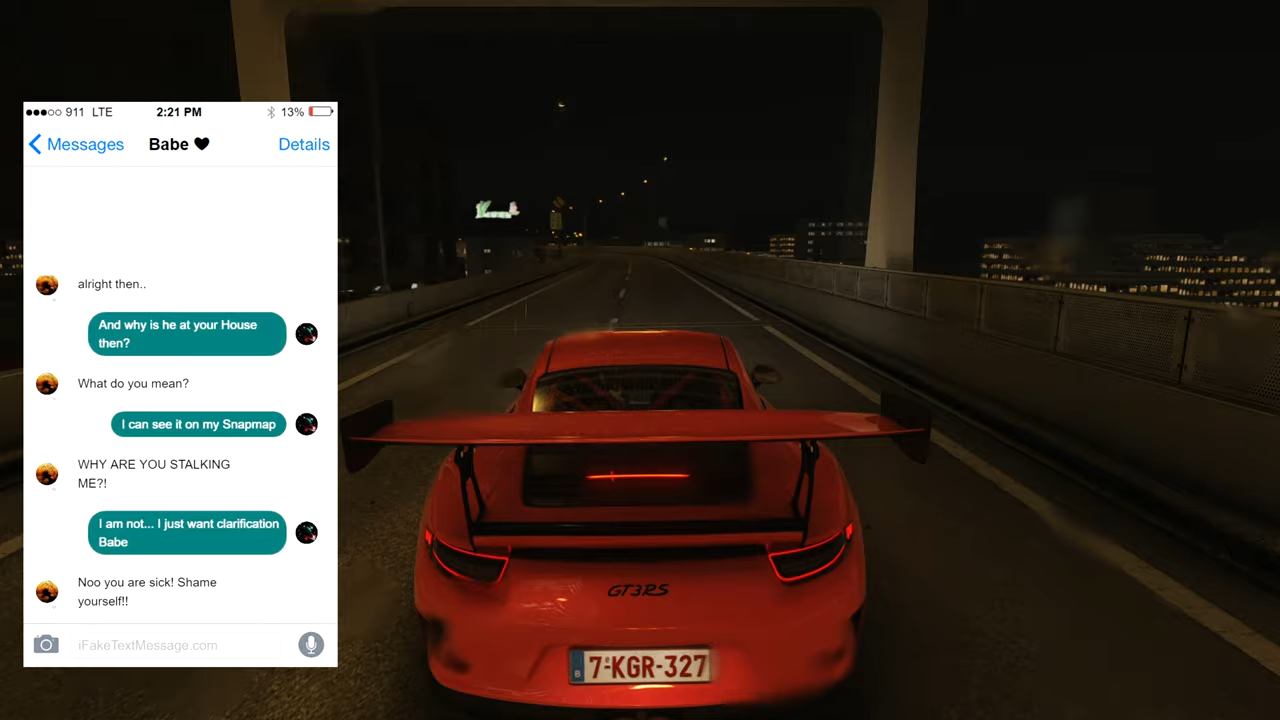 911 LTE 2:21 PM 13%
Messages Babe ♥ Details
alright then..
And why is he at your House
then?
What do you mean?
I can see it on my Snapmap
WHY ARE YOU STALKING
ME?!
I am not... I just want clarification
Babe
Noo you are sick! Shame
yourself!!
iFakeTextMessage.com
GT3RS
B 7-KGR-327